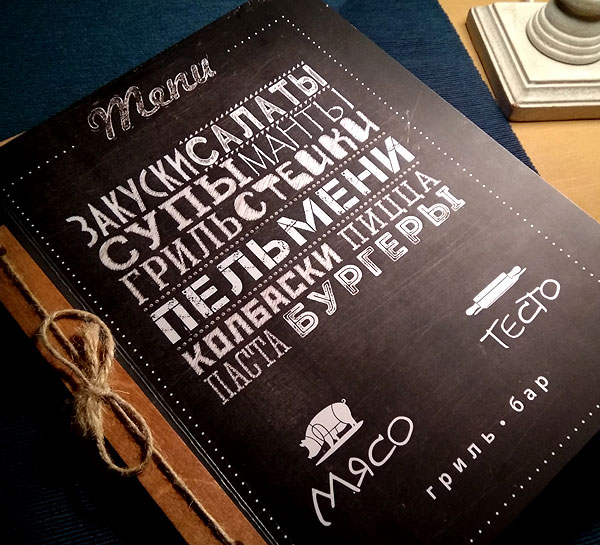 Menu
ЗАКУСКИ САЛАТЫ
СУПЫ МАНТЫ
ГРИЛЬ СТЕЙКИ
ПЕЛЬМЕНИ
КОЛБАСКИ ПИЦЦА
ПАСТА БУРГЕРЫ
ТЕСТО
МЯСО
гриль • бар